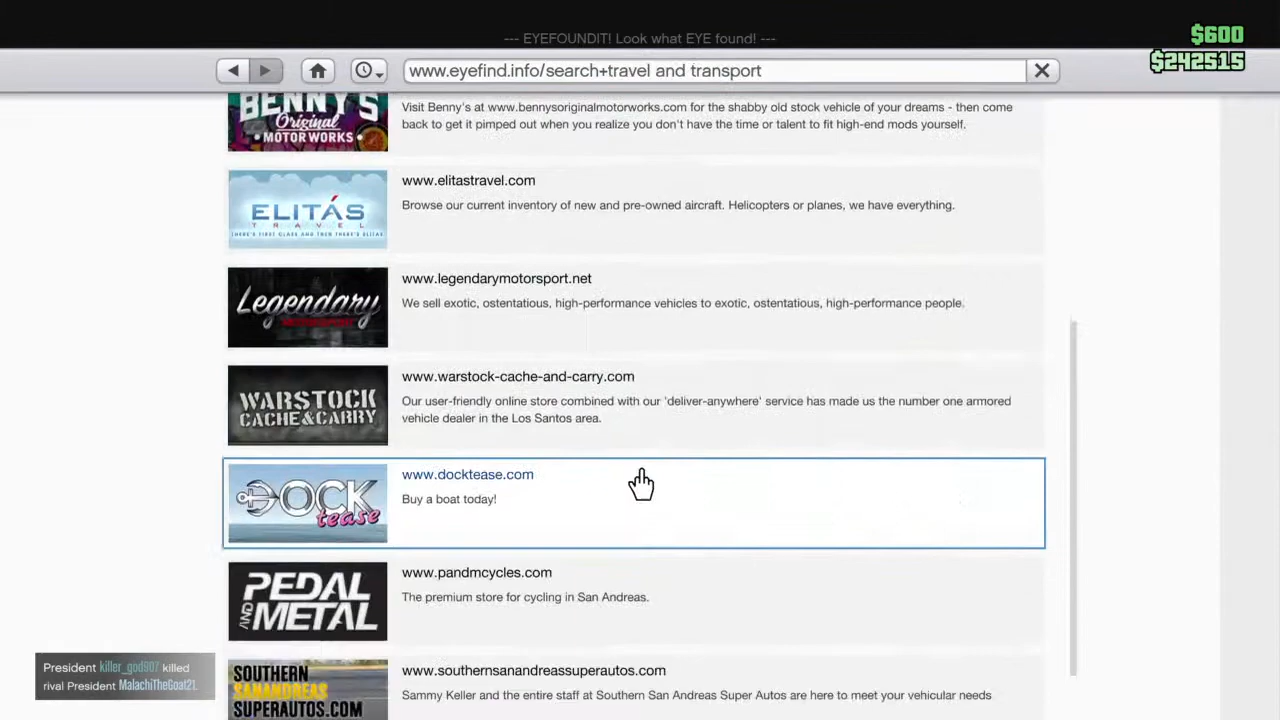 --- EYEFOUNDIT! Look what EYE found! ---
$600
$242515
www.eyefind.info/search+travel and transport
BENNY'S
Original
MOTOR WORKS
Visit Benny's at www.bennysoriginalmotorworks.com for the shabby old stock vehicle of your dreams - then come
back to get it pimped out when you realize you don't have the time or talent to fit high-end mods yourself.
ELITÁS
TRAVEL
THERE'S FIRST CLASS AND THEN THERE'S ELITAS
www.elitastravel.com
Browse our current inventory of new and pre-owned aircraft. Helicopters or planes, we have everything.
Legendary
MOTORSPORT
www.legendarymotorsport.net
We sell exotic, ostentatious, high-performance vehicles to exotic, ostentatious, high-performance people.
WARSTOCK
CACHE&CARRY
www.warstock-cache-and-carry.com
Our user-friendly online store combined with our 'deliver-anywhere' service has made us the number one armored
vehicle dealer in the Los Santos area.
DOCK
tease
www.docktease.com
Buy a boat today!
PEDAL
AND METAL
www.pandmcycles.com
The premium store for cycling in San Andreas.
SOUTHERN
SANANDREAS
SUPERAUTOS.COM
www.southernsanandreassuperautos.com
Sammy Keller and the entire staff at Southern San Andreas Super Autos are here to meet your vehicular needs
President killer_god907 killed
rival President MalachiTheGoat21.